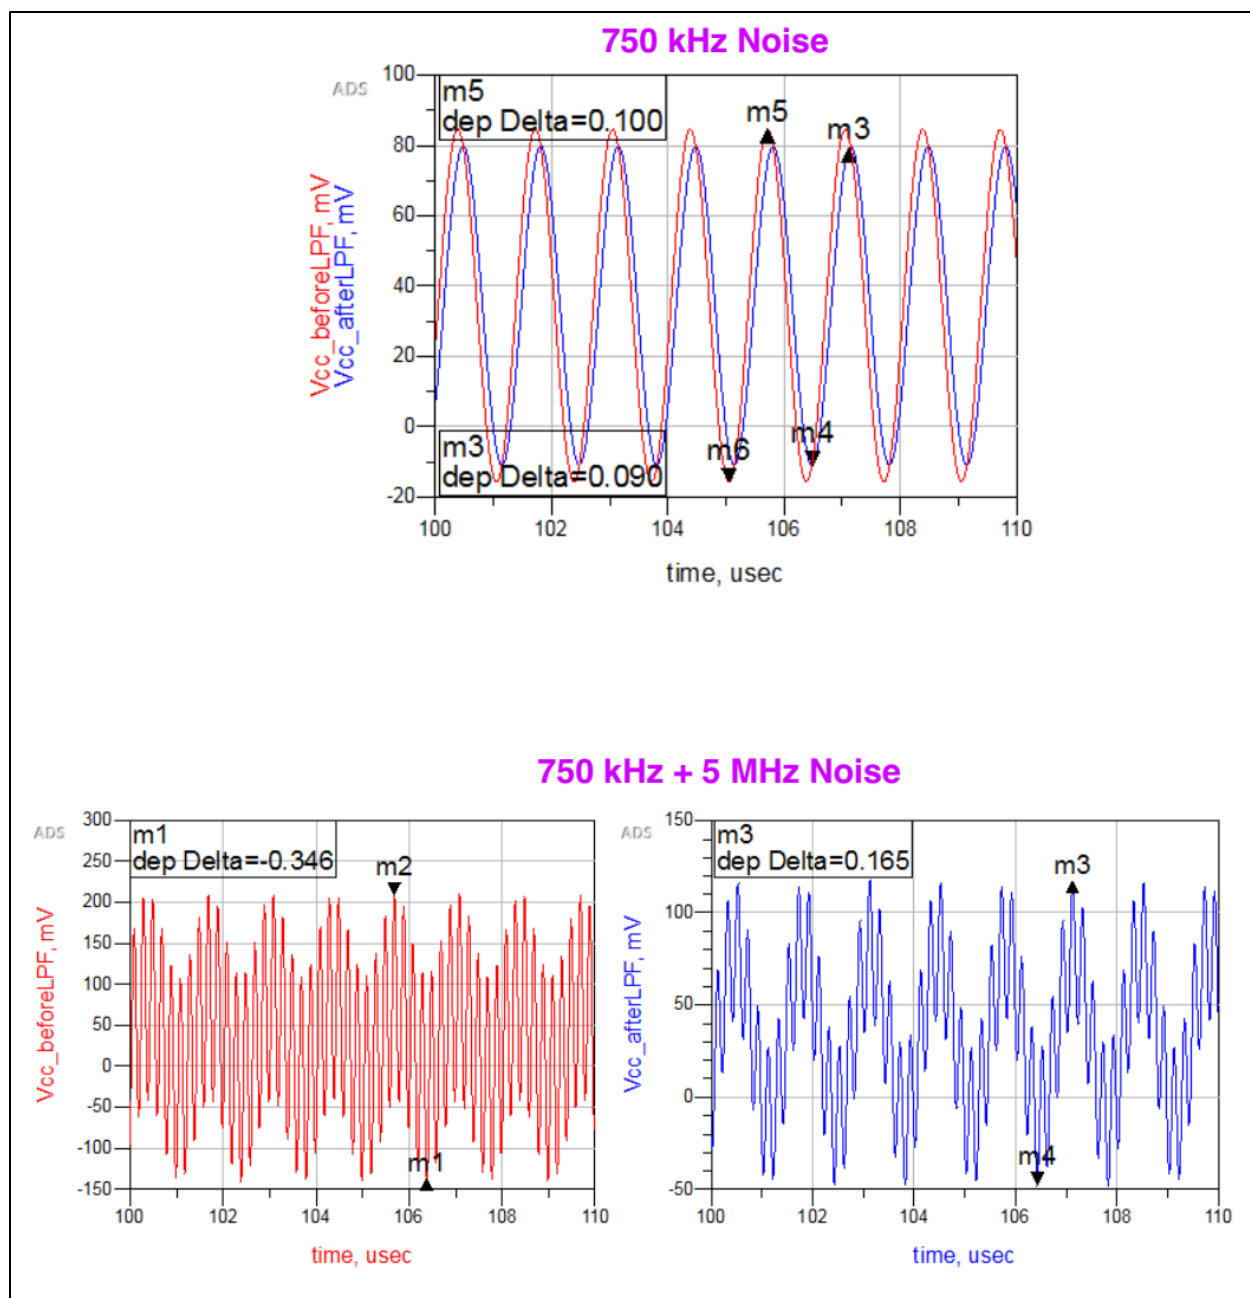 750 kHz Noise
ADS
m5
dep Delta=0.100
m5
m3
m6
m4
m3
dep Delta=0.090
Vcc_beforeLPF, mV
Vcc_afterLPF, mV
100
80
60
40
20
0
-20
100
102
104
106
108
110
time, usec
750 kHz + 5 MHz Noise
ADS
m1
dep Delta=-0.346
m2
m1
Vcc_beforeLPF, mV
300
250
200
150
100
50
0
-50
-100
-150
100
102
104
106
108
110
time, usec
ADS
m3
dep Delta=0.165
m3
m4
Vcc_afterLPF, mV
150
100
50
0
-50
100
102
104
106
108
110
time, usec